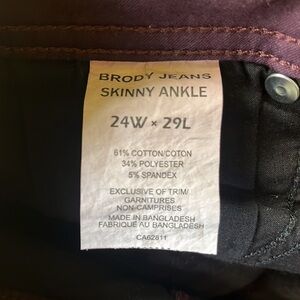 BRODY JEANS
SKINNY ANKLE
24W x 29L
61% COTTON/COTON
34% POLYESTER
5% SPANDEX
EXCLUSIVE OF TRIM/
GARNITURES
NON-COMPRISES
MADE IN BANGLADESH
FABRIQUE AU BANGLADESH
CA62811